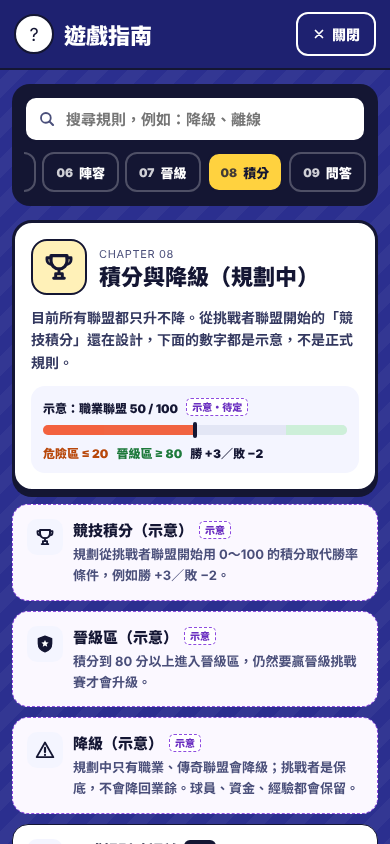 ?
遊戲指南
× 關閉
搜尋規則，例如：降級、離線
06 陣容
07 晉級
08 積分
09 問答
CHAPTER 08
積分與降級（規劃中）
目前所有聯盟都只升不降。從挑戰者聯盟開始的「競
技積分」還在設計，下面的數字都是示意，不是正式
規則。
示意：職業聯盟 50 / 100 示意・待定
危險區 ≤ 20 晉級區 ≥ 80 勝 +3／敗 −2
競技積分（示意） 示意
規劃從挑戰者聯盟開始用 0～100 的積分取代勝率
條件，例如勝 +3／敗 −2。
晉級區（示意） 示意
積分到 80 分以上進入晉級區，仍然要贏晉級挑戰
賽才會升級。
降級（示意） 示意
規劃中只有職業、傳奇聯盟會降級；挑戰者是保
底，不會降回業餘。球員、資金、經驗都會保留。